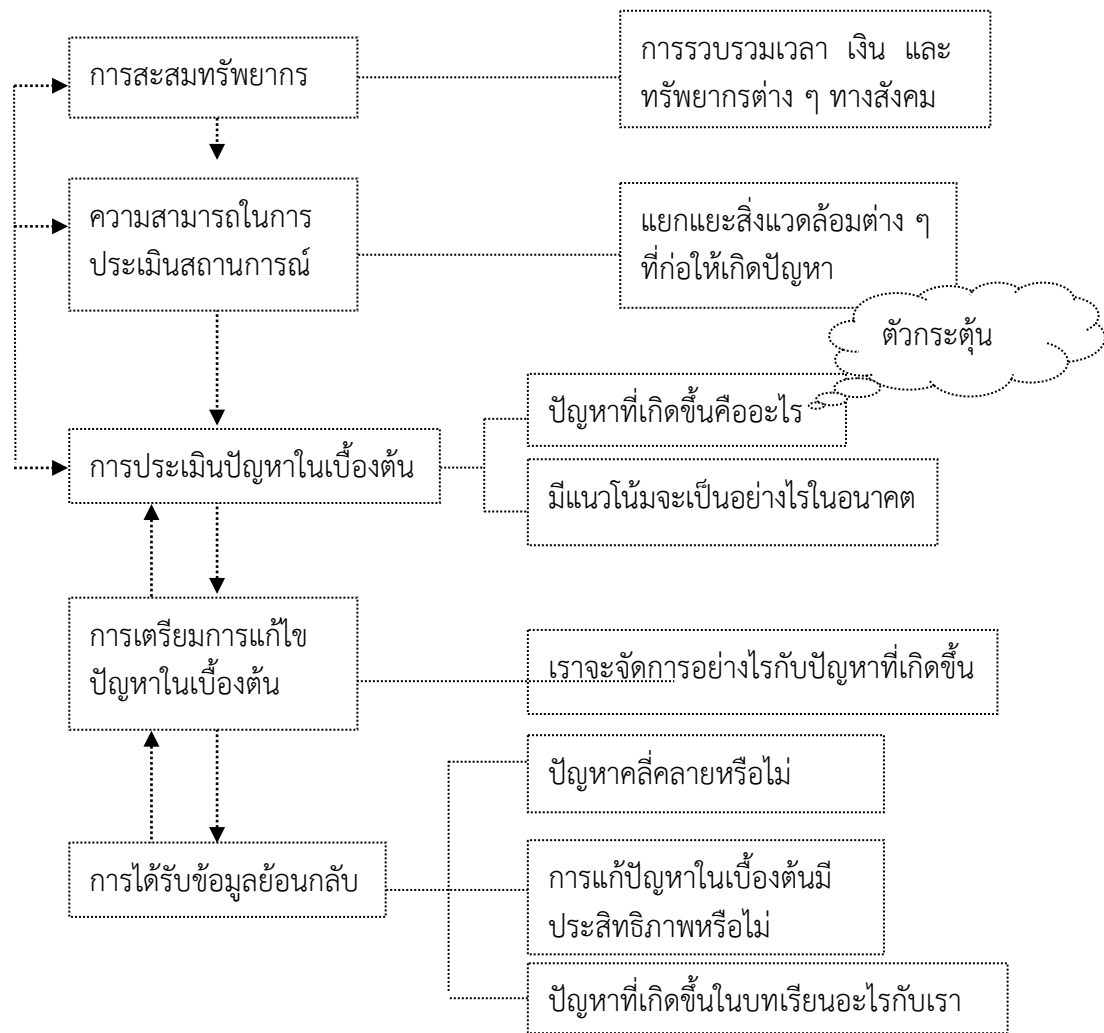 การสะสมทรัพยากร
การรวบรวมเวลา เงิน และ
ทรัพยากรต่าง ๆ ทางสังคม
ความสามารถในการ
ประเมินสถานการณ์
แยกแยะสิ่งแวดล้อมต่าง ๆ
ที่ก่อให้เกิดปัญหา
ตัวกระตุ้น
ปัญหาที่เกิดขึ้นคืออะไร
การประเมินปัญหาในเบื้องต้น
มีแนวโน้มจะเป็นอย่างไรในอนาคต
การเตรียมการแก้ไข
ปัญหาในเบื้องต้น
เราจะจัดการอย่างไรกับปัญหาที่เกิดขึ้น
ปัญหาคลี่คลายหรือไม่
การได้รับข้อมูลย้อนกลับ
การแก้ปัญหาในเบื้องต้นมี
ประสิทธิภาพหรือไม่
ปัญหาที่เกิดขึ้นในบทเรียนอะไรกับเรา